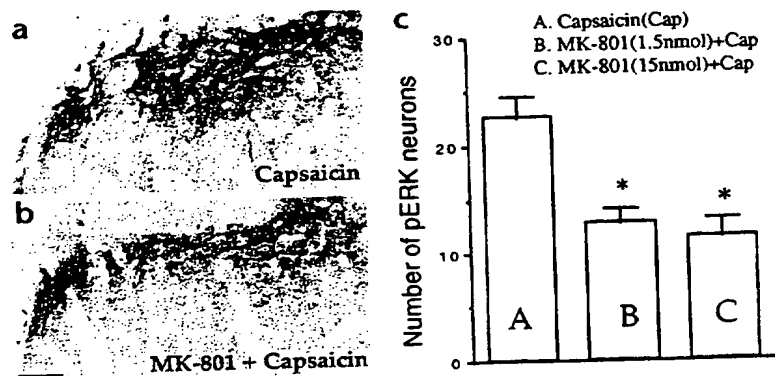 a
Capsaicin
b
MK-801 + Capsaicin
c
A. Capsaicin(Cap)
B. MK-801(1.5nmol)+Cap
C. MK-801(15nmol)+Cap
Number of pERK neurons
30
20
10
0
A
*
B
*
C